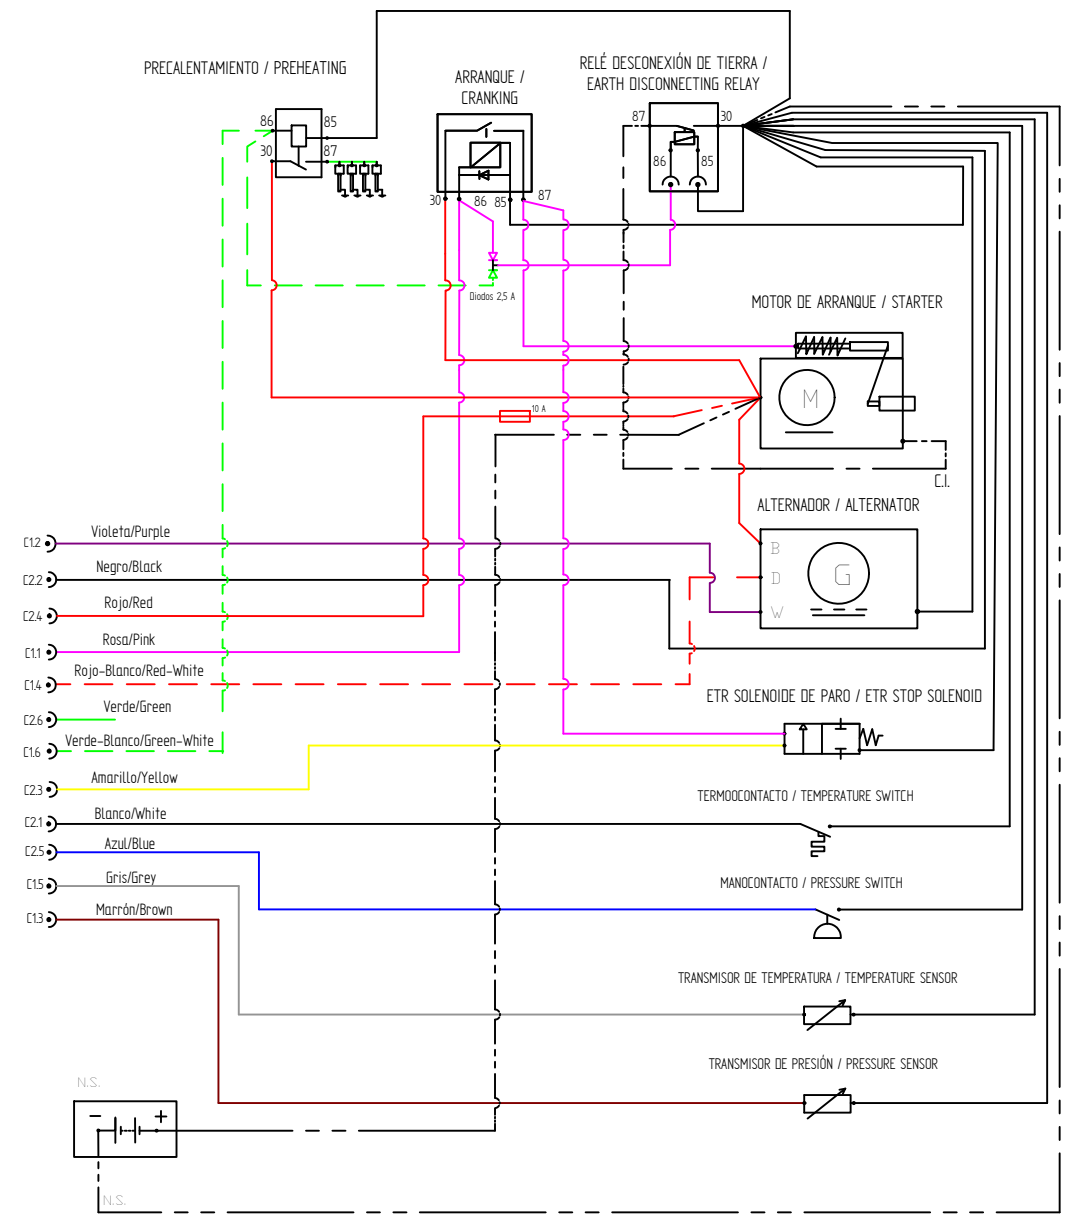 PRECALENTAMIENTO / PREHEATING
ARRANQUE /
CRANKING
RELÉ DESCONEXIÓN DE TIERRA /
EARTH DISCONNECTING RELAY
86
85
30
87
87
30
86
85
30
86
85
87
Diodos 2,5 A
MOTOR DE ARRANQUE / STARTER
M
10 A
C.I.
ALTERNADOR / ALTERNATOR
B
D
W
G
C1.2
Violeta/Purple
C2.2
Negro/Black
C2.4
Rojo/Red
C1.1
Rosa/Pink
C1.4
Rojo-Blanco/Red-White
C2.6
Verde/Green
C1.6
Verde-Blanco/Green-White
C2.3
Amarillo/Yellow
C2.1
Blanco/White
C2.5
Azul/Blue
C1.5
Gris/Grey
C1.3
Marrón/Brown
ETR SOLENOIDE DE PARO / ETR STOP SOLENOID
TERMOOCONTACTO / TEMPERATURE SWITCH
MANOCONTACTO / PRESSURE SWITCH
TRANSMISOR DE TEMPERATURA / TEMPERATURE SENSOR
TRANSMISOR DE PRESIÓN / PRESSURE SENSOR
N.S.
- +
N.S.